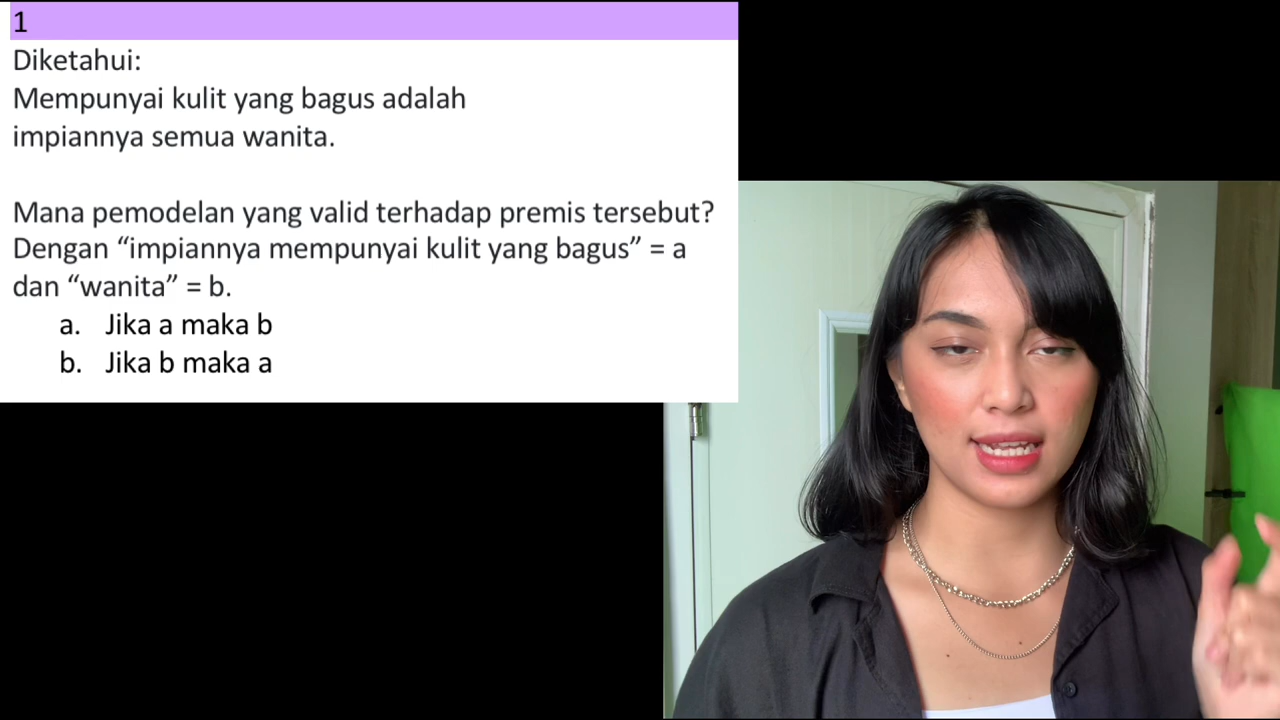 1
Diketahui:
Mempunyai kulit yang bagus adalah
impiannya semua wanita.
Mana pemodelan yang valid terhadap premis tersebut?
Dengan “impiannya mempunyai kulit yang bagus” = a
dan “wanita” = b.
a. Jika a maka b
b. Jika b maka a